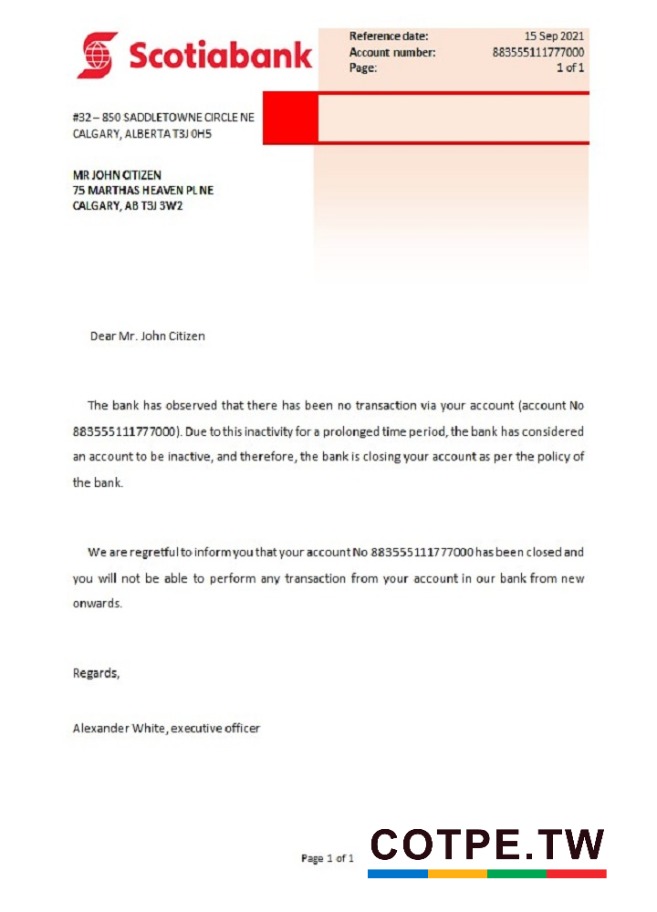 Scotiabank
Reference date: 15 Sep 2021
Account number: 883555111777000
Page: 1 of 1
#32 – 850 SADDLETOWNE CIRCLE NE
CALGARY, ALBERTA T3J 0H5
MR JOHN CITIZEN
75 MARTHAS HEAVEN PL NE
CALGARY, AB T3J 3W2
Dear Mr. John Citizen
The bank has observed that there has been no transaction via your account (account No
883555111777000). Due to this inactivity for a prolonged time period, the bank has considered
an account to be inactive, and therefore, the bank is closing your account as per the policy of
the bank.
We are regretful to inform you that your account No 883555111777000 has been closed and
you will not be able to perform any transaction from your account in our bank from new
onwards.
Regards,
Alexander White, executive officer
Page 1 of 1
COTPE.TW